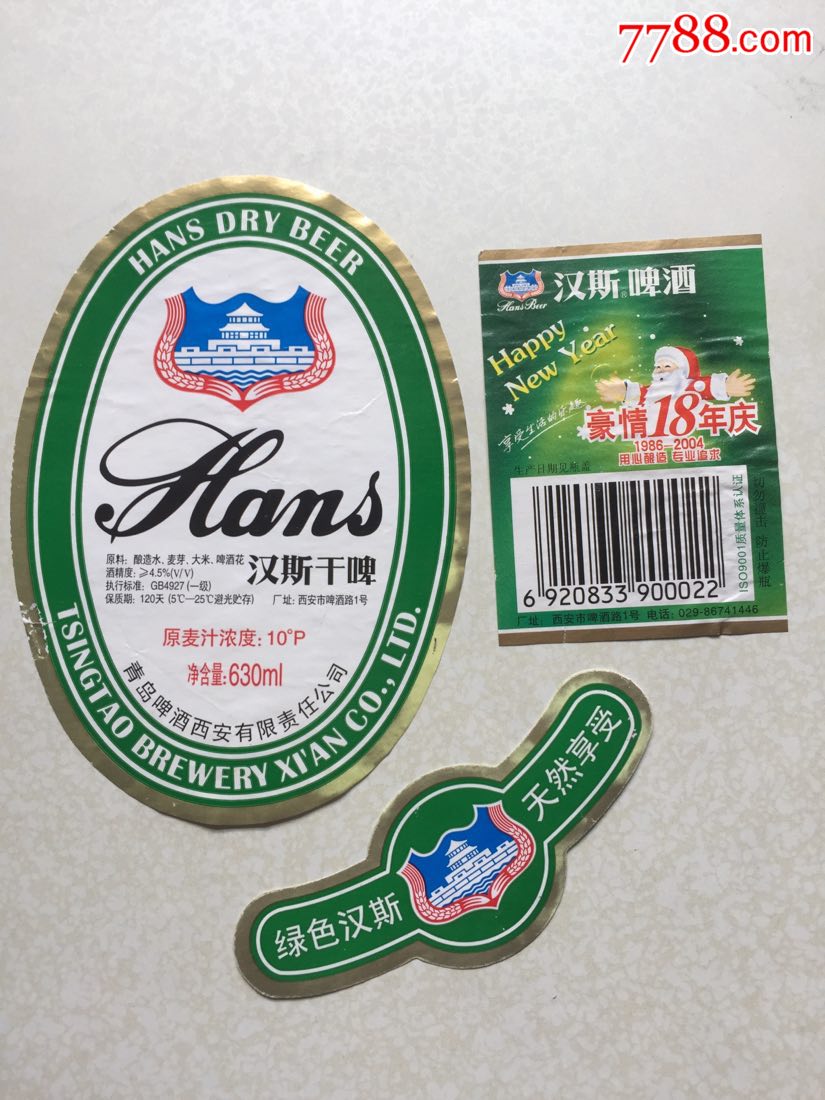 7788.com
HANS DRY BEER
Hans
原料: 酿造水、麦芽、大米、啤酒花
酒精度: ≥4.5%(V/V)
执行标准: GB4927 (一级)
汉斯干啤
保质期: 120天 (5℃—25℃避光贮存) 厂址: 西安市啤酒路1号
原麦汁浓度: 10°P
净含量: 630ml
青岛啤酒西安有限责任公司
TSINGTAO BREWERY XI'AN CO., LTD.
Hans Beer
汉斯®啤酒
Happy
New Year
享受生活的乐趣
豪情18年庆
1986—2004
用心酿造 专业追求
生产日期见瓶盖
6 920833 900022
ISO9001质量体系认证
切勿撞击 防止爆瓶
厂址: 西安市啤酒路1号 电话: 029-86741446
绿色汉斯
天然享受